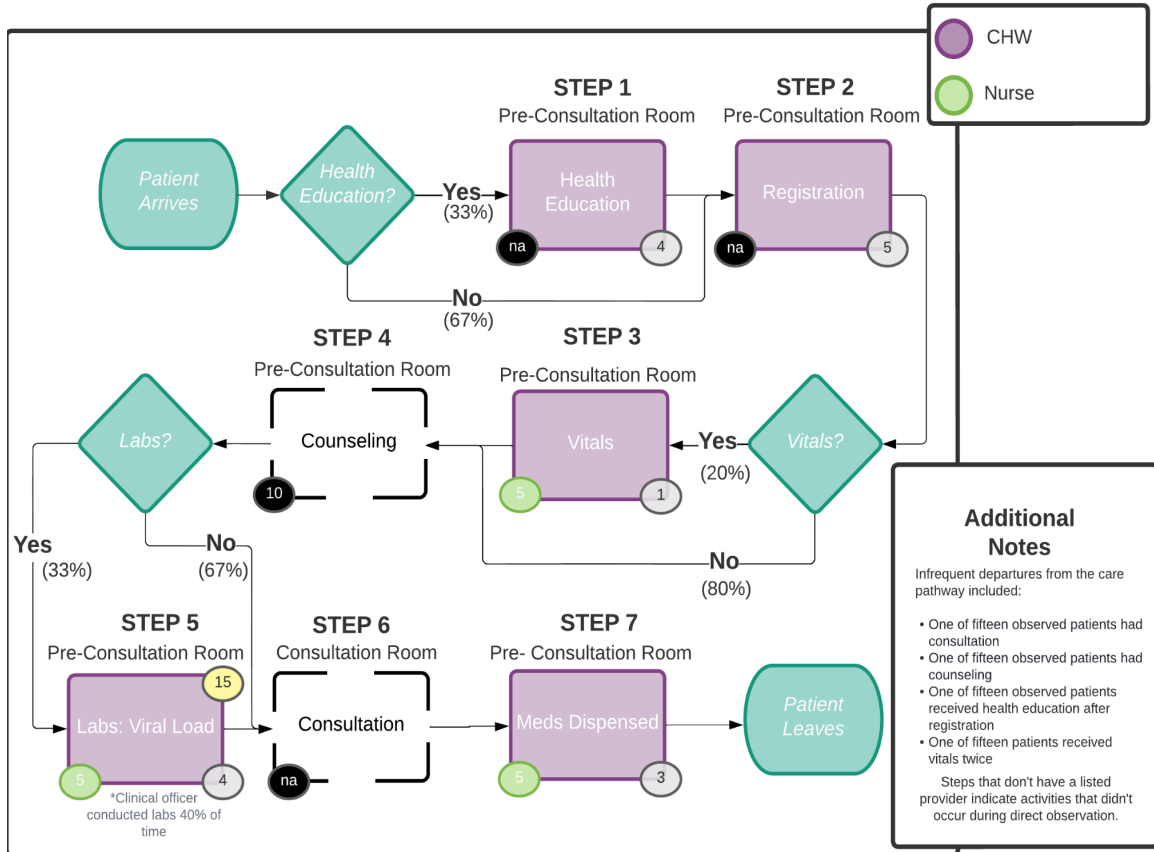 CHW
Nurse
STEP 1
Pre-Consultation Room
STEP 2
Pre-Consultation Room
Patient
Arrives
Health
Education?
Yes
(33%)
Health
Education
na
4
Registration
na
5
No
(67%)
STEP 4
Pre-Consultation Room
STEP 3
Pre-Consultation Room
Labs?
Counseling
10
Vitals
5
1
Yes
(20%)
Vitals?
No
(80%)
Yes
(33%)
No
(67%)
STEP 5
Pre-Consultation Room
15
Labs: Viral Load
5
4
*Clinical officer
conducted labs 40% of
time
STEP 6
Consultation Room
Consultation
na
STEP 7
Pre- Consultation Room
Meds Dispensed
5
3
Patient
Leaves
Additional
Notes
Infrequent departures from the care
pathway included:
• One of fifteen observed patients had
consultation
• One of fifteen observed patients had
counseling
• One of fifteen observed patients
received health education after
registration
• One of fifteen patients received
vitals twice
Steps that don't have a listed
provider indicate activities that didn't
occur during direct observation.